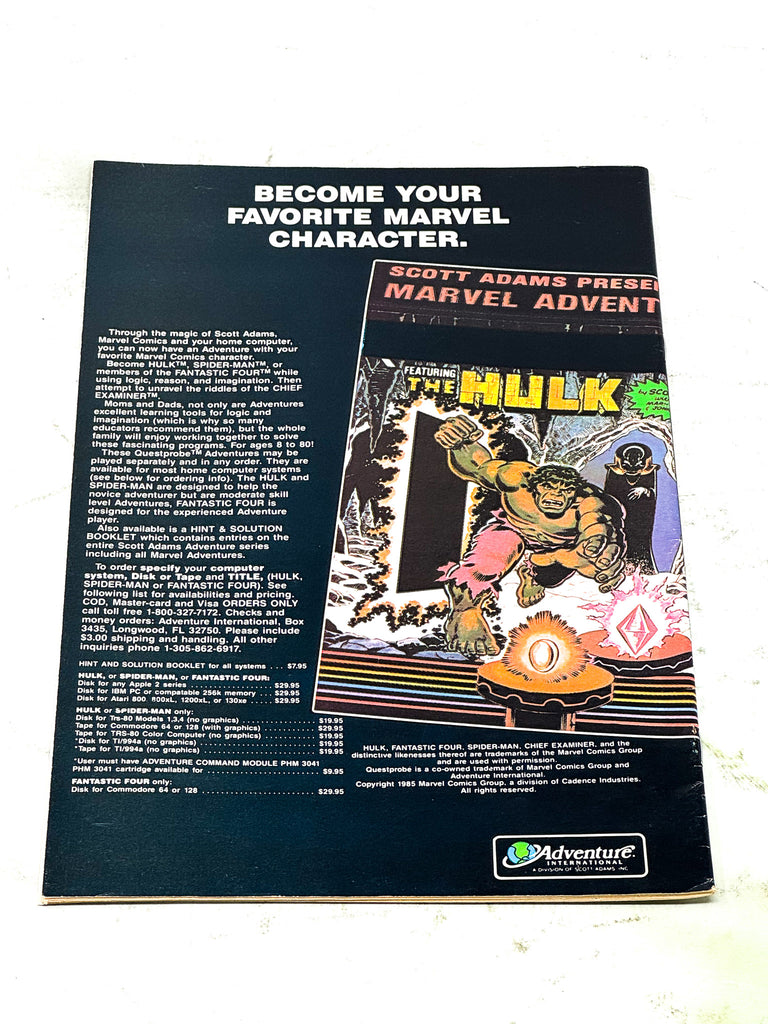 BECOME YOUR
FAVORITE MARVEL
CHARACTER.
Through the magic of Scott Adams,
Marvel Comics and your home computer,
you can now have an Adventure with your
favorite Marvel Comics character.
Become HULK™, SPIDER-MAN™, or
members of the FANTASTIC FOUR™ while
using logic, reason, and imagination. Then
attempt to unravel the riddles of the CHIEF
EXAMINER™.
Moms and Dads, not only are Adventures
excellent learning tools for logic and
imagination (which is why so many
educators recommend them), but the whole
family will enjoy working together to solve
these fascinating programs. For ages 8 to 80!
These Questprobe™ Adventures may be
played separately and in any order. They are
available for most home computer systems
(see below for ordering info). The HULK and
SPIDER-MAN are designed to help the
novice adventurer but are moderate skill
level Adventures, FANTASTIC FOUR is
designed for the experienced Adventure
player.
Also available is a HINT & SOLUTION
BOOKLET which contains entries on the
entire Scott Adams Adventure series
including all Marvel Adventures.
To order specify your computer
system, Disk or Tape and TITLE, (HULK,
SPIDER-MAN or FANTASTIC FOUR). See
following list for availabilities and pricing.
COD, Master-card and Visa ORDERS ONLY
call toll free 1-800-327-7172. Checks and
money orders: Adventure International, Box
3435, Longwood, FL 32750. Please include
$3.00 shipping and handling. All other
inquiries phone 1-305-862-6917.
HINT AND SOLUTION BOOKLET for all systems ... $7.95
HULK, or SPIDER-MAN, or FANTASTIC FOUR:
Disk for any Apple 2 series ................. $29.95
Disk for IBM PC or compatable 256k memory ... $29.95
Disk for Atari 800, 800xL, 1200xL, or 130xe ... $29.95
HULK or SPIDER-MAN only:
Disk for Trs-80 Models 1,3,4 (no graphics) ........ $19.95
Tape for Commodore 64 or 128 (with graphics) ..... $29.95
Tape for TRS-80 Color Computer (no graphics) ..... $19.95
*Disk for TI/994a (no graphics) ................ $19.95
*Tape for TI/994a (no graphics) ................ $19.95
*User must have ADVENTURE COMMAND MODULE PHM 3041
PHM 3041 cartridge available for ................ $9.95
FANTASTIC FOUR only:
Disk for Commodore 64 or 128 ................ $29.95
SCOTT ADAMS PRESE
MARVEL ADVENT
FEATURING
THE HULK
by SCO
HULK, FANTASTIC FOUR, SPIDER-MAN, CHIEF EXAMINER, and the
distinctive likenesses thereof are trademarks of the Marvel Comics Group
and are used with permission.
Questprobe is a co-owned trademark of Marvel Comics Group and
Adventure International.
Copyright 1985 Marvel Comics Group, a division of Cadence Industries.
All rights reserved.
Adventure
INTERNATIONAL
A DIVISION OF SCOTT ADAMS INC